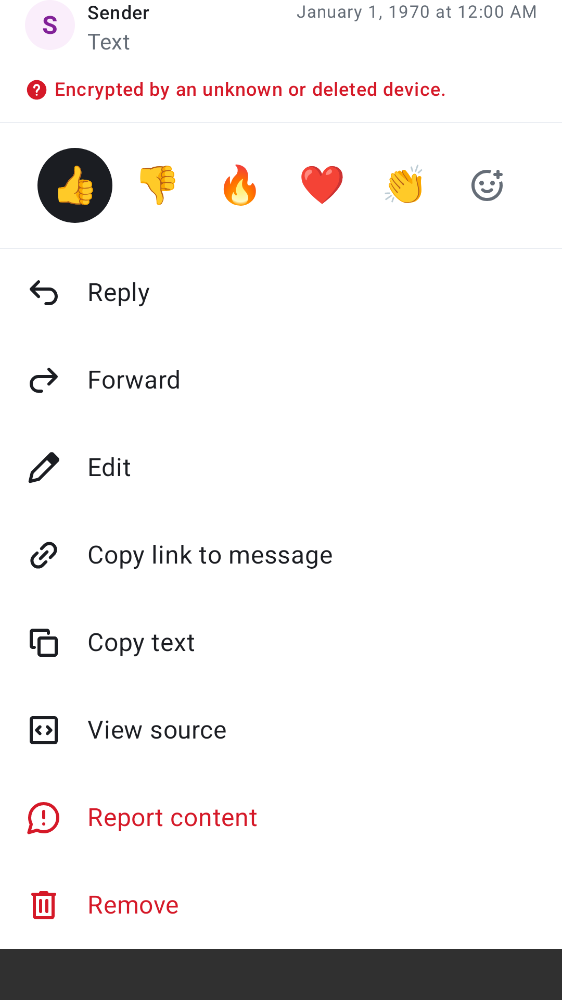 S
Sender
January 1, 1970 at 12:00 AM
Text
Encrypted by an unknown or deleted device.
Reply
Forward
Edit
Copy link to message
Copy text
View source
Report content
Remove